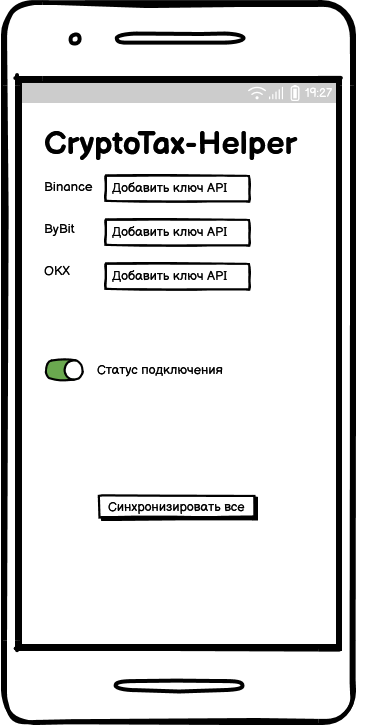 19:27
CryptoTax-Helper
Binance Добавить ключ API
ByBit Добавить ключ API
OKX Добавить ключ API
Статус подключения
Синхронизировать все